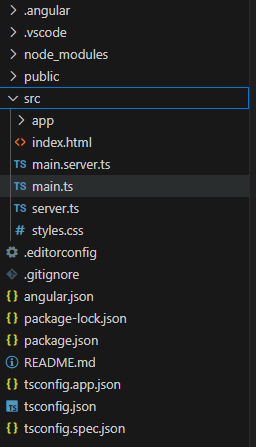 .angular
.vscode
node_modules
public
src
app
index.html
TS main.server.ts
TS main.ts
TS server.ts
# styles.css
.editorconfig
.gitignore
{} angular.json
{} package-lock.json
{} package.json
README.md
{} tsconfig.app.json
TS tsconfig.json
{} tsconfig.spec.json